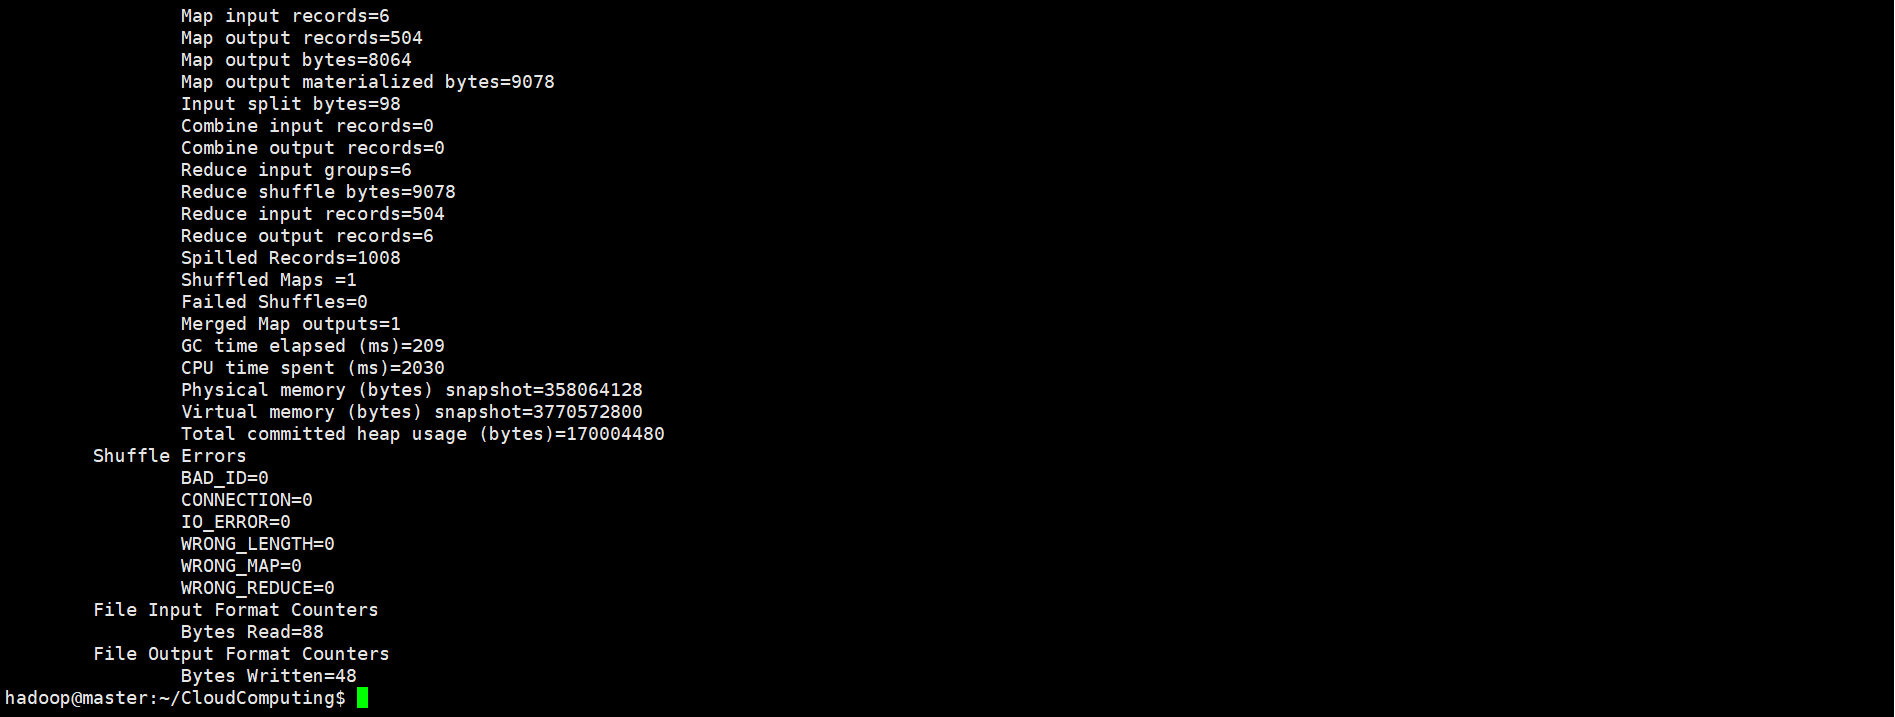 Map input records=6
Map output records=504
Map output bytes=8064
Map output materialized bytes=9078
Input split bytes=98
Combine input records=0
Combine output records=0
Reduce input groups=6
Reduce shuffle bytes=9078
Reduce input records=504
Reduce output records=6
Spilled Records=1008
Shuffled Maps =1
Failed Shuffles=0
Merged Map outputs=1
GC time elapsed (ms)=209
CPU time spent (ms)=2030
Physical memory (bytes) snapshot=358064128
Virtual memory (bytes) snapshot=3770572800
Total committed heap usage (bytes)=170004480
Shuffle Errors
BAD_ID=0
CONNECTION=0
IO_ERROR=0
WRONG_LENGTH=0
WRONG_MAP=0
WRONG_REDUCE=0
File Input Format Counters
Bytes Read=88
File Output Format Counters
Bytes Written=48
hadoop@master:~/CloudComputing$